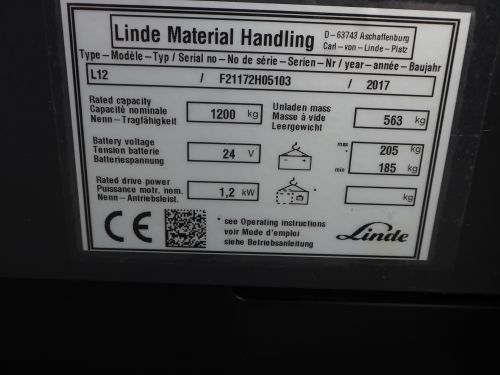 Linde Material Handling
D-63743 Aschaffenburg
Carl-von-Linde-Platz
Type-Modèle-Typ / Serial no-No de série-Serien-Nr / year-année-Baujahr
L12 / F21172H05103 / 2017
Rated capacity
Capacité nominale
Nenn-Tragfähigkeit
1200 kg
Unladen mass
Masse à vide
Leergewicht
563 kg
Battery voltage
Tension batterie
Batteriespannung
24 V
max * 205 kg
min 185 kg
Rated drive power
Puissance motr. nom.
Nenn-Antriebsleist.
1,2 kW
kg
CE
* see Operating instructions
voir Mode d'emploi
siehe Betriebsanleitung
Linde